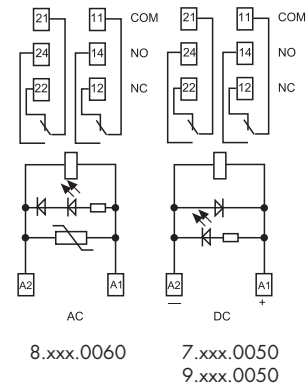 21 11 COM 21 11 COM
24 14 NO 24 14 NO
22 12 NC 22 12 NC
A2 A1 A2 A1
— +
AC DC
8.xxx.0060 7.xxx.0050
9.xxx.0050